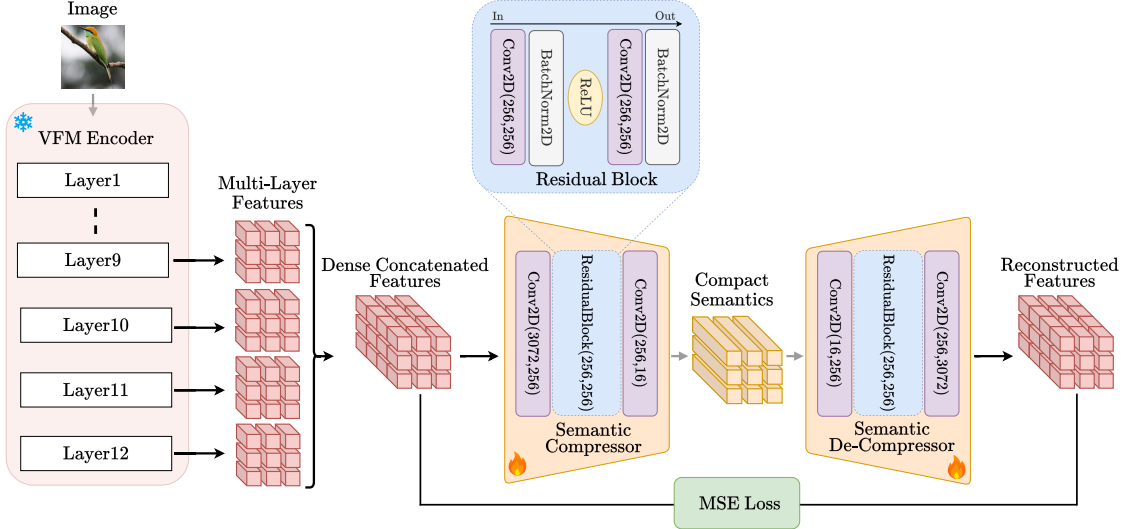 Image
VFM Encoder
Layer1
Layer9
Layer10
Layer11
Layer12
Multi-Layer
Features
Dense Concatenated
Features
In
Out
Conv2D(256,256)
BatchNorm2D
ReLU
Conv2D(256,256)
BatchNorm2D
Residual Block
Conv2D(3072,256)
ResidualBlock(256,256)
Conv2D(256,16)
Semantic
Compressor
Compact
Semantics
Conv2D(16,256)
ResidualBlock(256,256)
Conv2D(256,3072)
Semantic
De-Compressor
Reconstructed
Features
MSE Loss